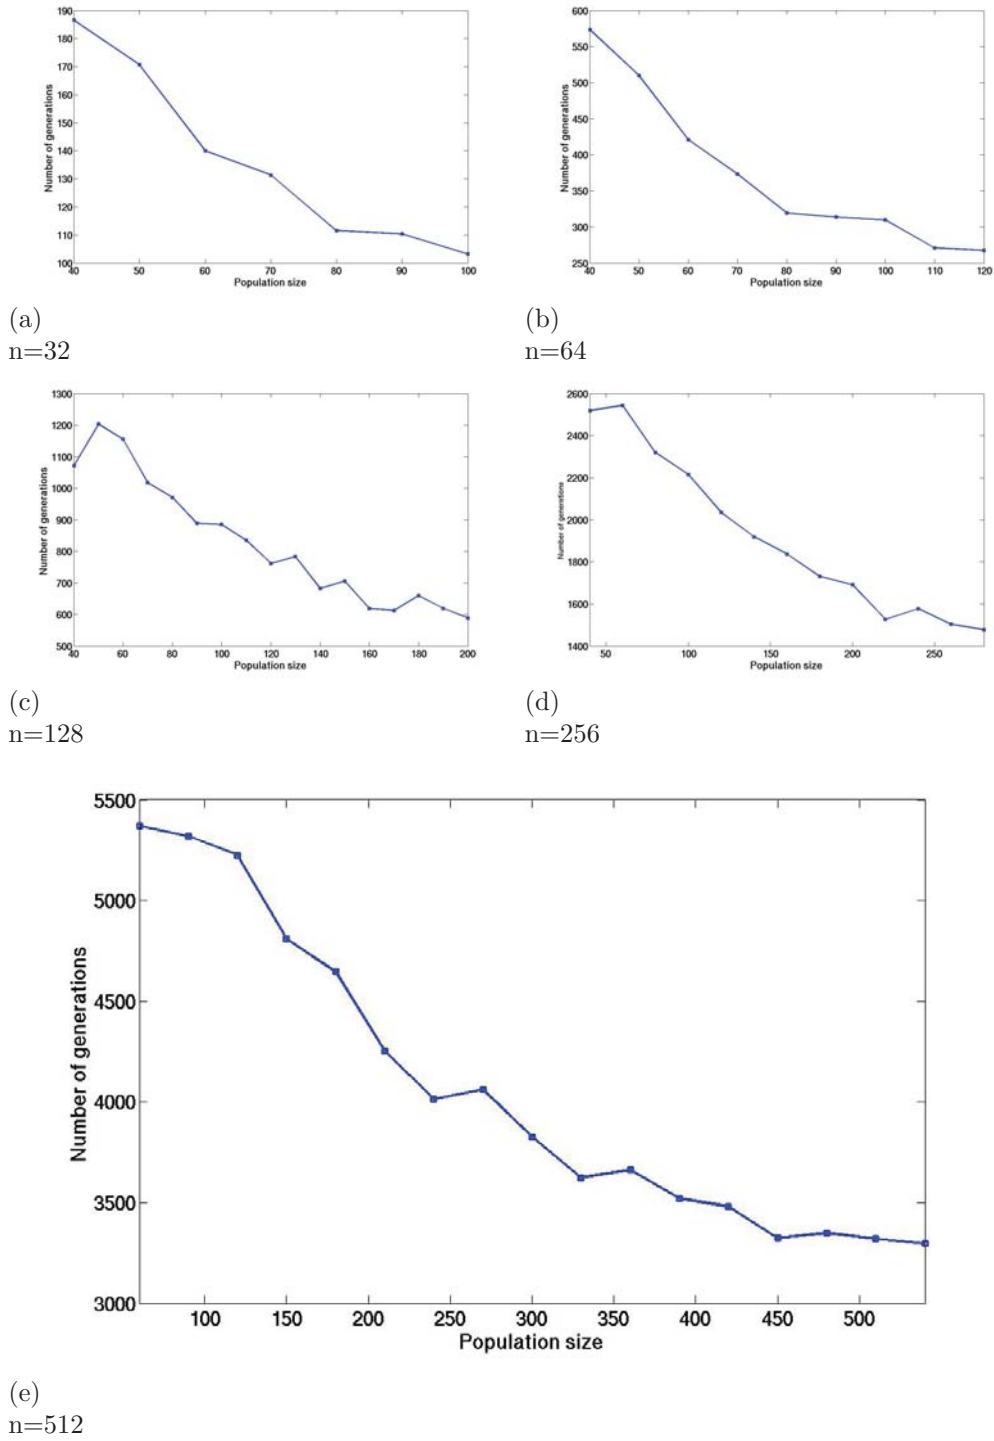 190
180
170
160
150
140
130
120
110
100
Number of generations
40 50 60 70 80 90 100
Population size
(a)
n=32
600
550
500
450
400
350
300
250
Number of generations
40 50 60 70 80 90 100 110 120
Population size
(b)
n=64
1300
1200
1100
1000
900
800
700
600
500
Number of generations
40 60 80 100 120 140 160 180 200
Population size
(c)
n=128
2600
2400
2200
2000
1800
1600
1400
Number of generations
50 100 150 200 250
Population size
(d)
n=256
5500
5000
4500
4000
3500
3000
Number of generations
100 150 200 250 300 350 400 450 500
Population size
(e)
n=512